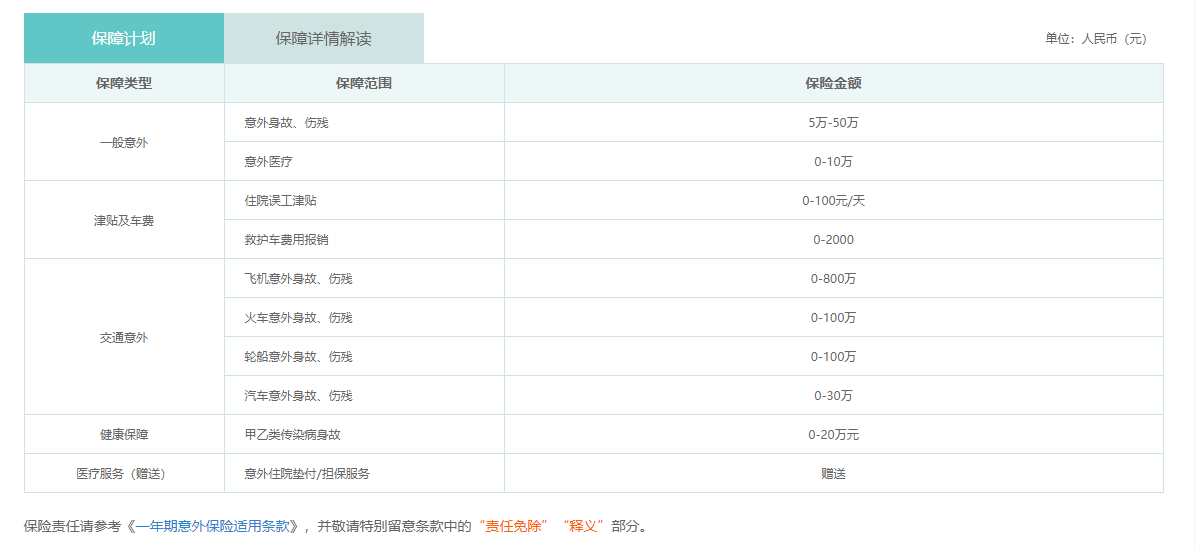 保障计划 保障详情解读 单位：人民币（元）
保障类型 保障范围 保险金额
一般意外 意外身故、伤残 5万-50万
意外医疗 0-10万
津贴及车费 住院误工津贴 0-100元/天
救护车费用报销 0-2000
交通意外 飞机意外身故、伤残 0-800万
火车意外身故、伤残 0-100万
轮船意外身故、伤残 0-100万
汽车意外身故、伤残 0-30万
健康保障 甲乙类传染病身故 0-20万元
医疗服务（赠送） 意外住院垫付/担保服务 赠送
保险责任请参考《一年期意外保险适用条款》，并敬请特别留意条款中的“责任免除”“释义”部分。